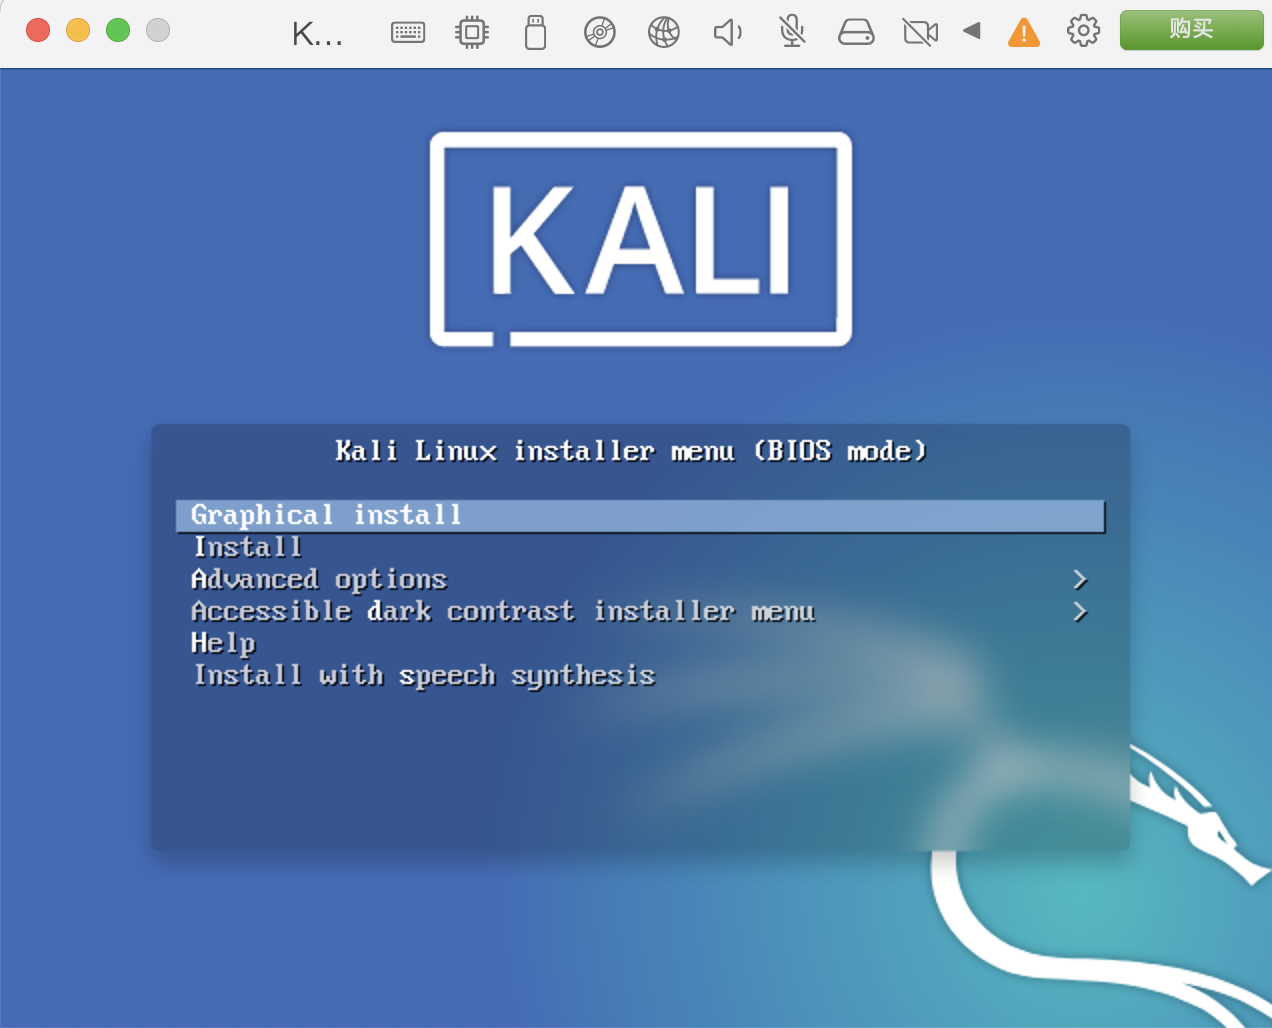 K...
购买
KALI
Kali Linux installer menu (BIOS mode)
Graphical install
Install
Advanced options >
Accessible dark contrast installer menu >
Help
Install with speech synthesis